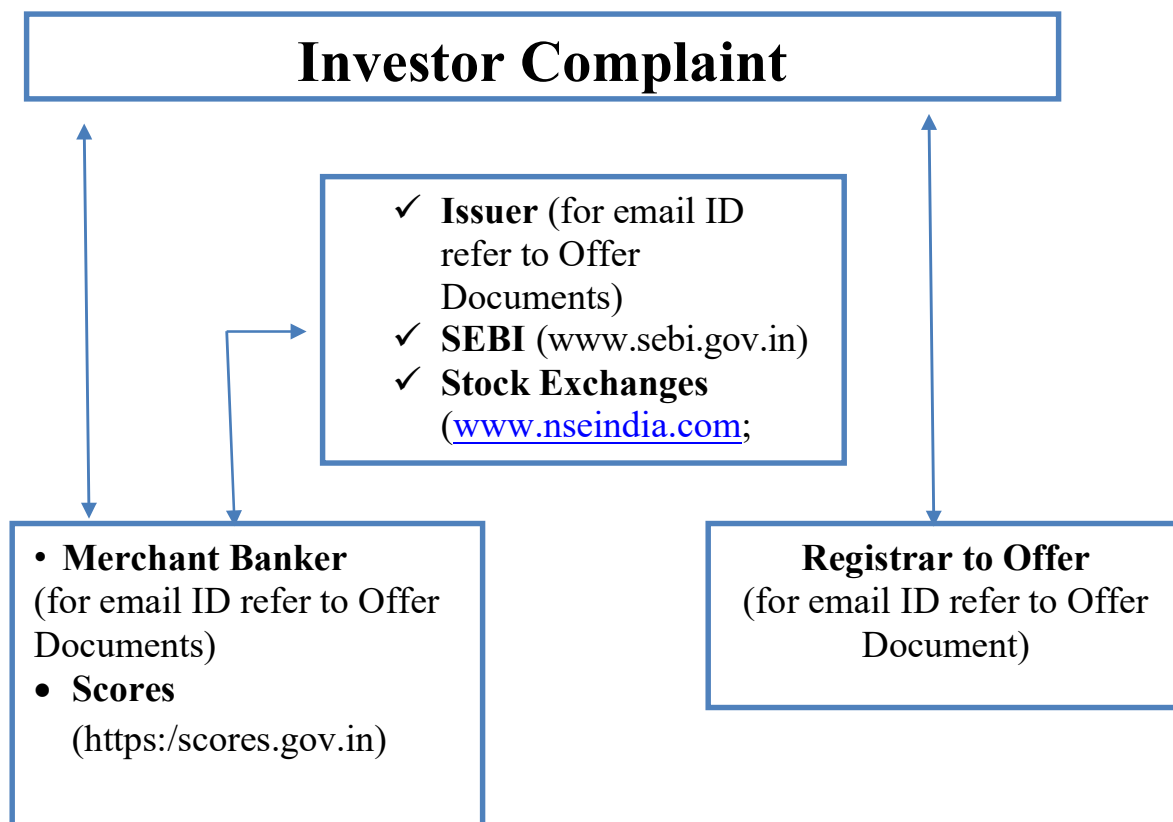 Investor Complaint
✓ Issuer (for email ID
refer to Offer
Documents)
✓ SEBI (www.sebi.gov.in)
✓ Stock Exchanges
(www.nseindia.com;
• Merchant Banker
(for email ID refer to Offer
Documents)
• Scores
(https:/scores.gov.in)
Registrar to Offer
(for email ID refer to Offer
Document)